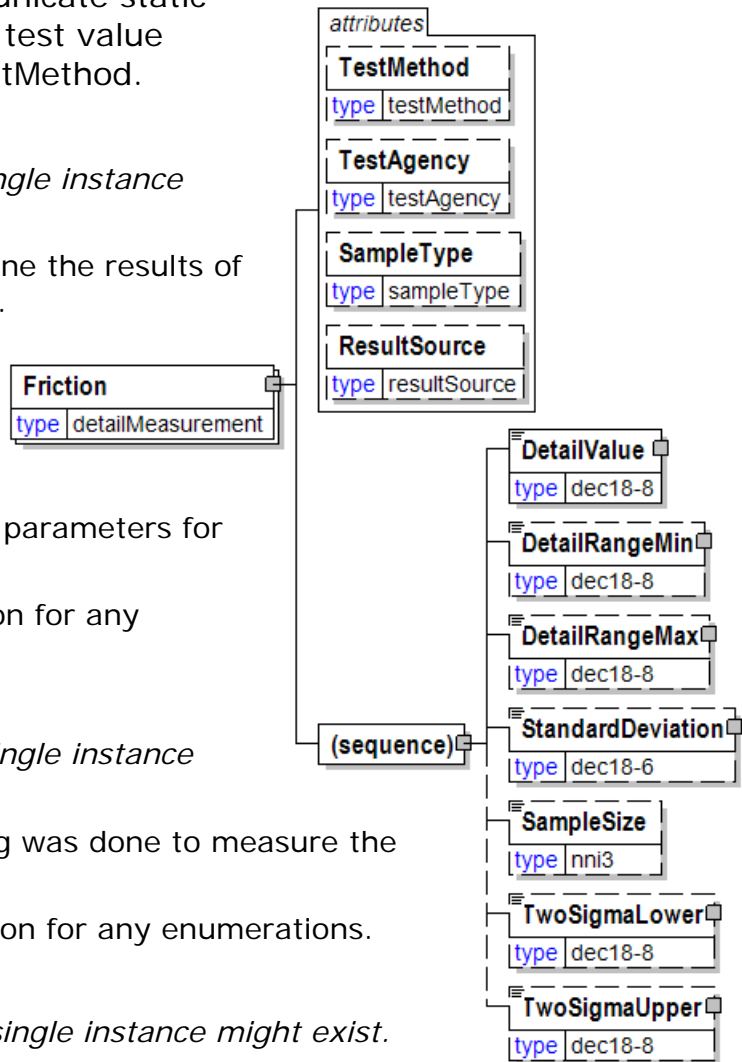 unicate static
test value
tMethod.
ngle instance
ne the results of
.
parameters for
on for any
ngle instance
g was done to measure the
on for any enumerations.
single instance might exist.
Friction
type detailMeasurement
attributes
TestMethod
type testMethod
TestAgency
type testAgency
SampleType
type sampleType
ResultSource
type resultSource
(sequence)
DetailValue
type dec18-8
DetailRangeMin
type dec18-8
DetailRangeMax
type dec18-8
StandardDeviation
type dec18-6
SampleSize
type nni3
TwoSigmaLower
type dec18-8
TwoSigmaUpper
type dec18-8